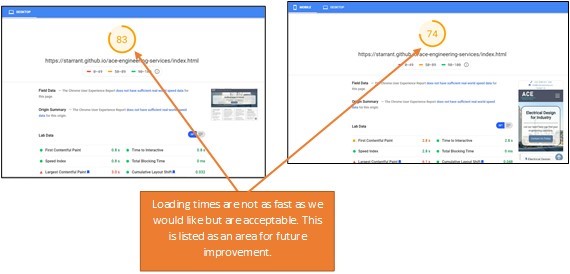 DESKTOP
83
https://starrant.github.io/ace-engineering-services/index.html
0-49 50-89 90-100
Field Data - The Chrome User Experience Report does not have sufficient real-world speed data for this page.
Origin Summary - The Chrome User Experience Report does not have sufficient real-world speed data for this origin.
Lab Data
First Contentful Paint 0.8 s Time to Interactive 0.8 s
Speed Index 0.8 s Total Blocking Time 0 ms
Largest Contentful Paint Cumulative Layout Shift 0.033
MOBILE DESKTOP
74
https://starrant.github.io/ace-engineering-services/index.html
0-49 50-89 90-100
Field Data - The Chrome User Experience Report does not have sufficient real-world speed data for this page.
Origin Summary - The Chrome User Experience Report does not have sufficient real-world speed data for this origin.
ACE
Electrical Design
for Industry
Electrical Design
Lab Data
First Contentful Paint 2.8 s Time to Interactive 2.8 s
Speed Index 2.8 s Total Blocking Time 0 ms
Largest Contentful Paint Cumulative Layout Shift
Loading times are not as fast as we
would like but are acceptable. This
is listed as an area for future
improvement.